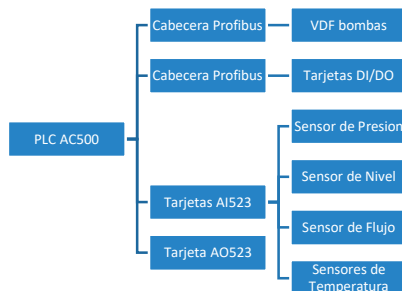 Cabecera Profibus
VDF bombas
Cabecera Profibus
Tarjetas DI/DO
PLC AC500
Sensor de Presion
Sensor de Nivel
Tarjetas AI523
Sensor de Flujo
Tarjeta AO523
Sensores de
Temperatura